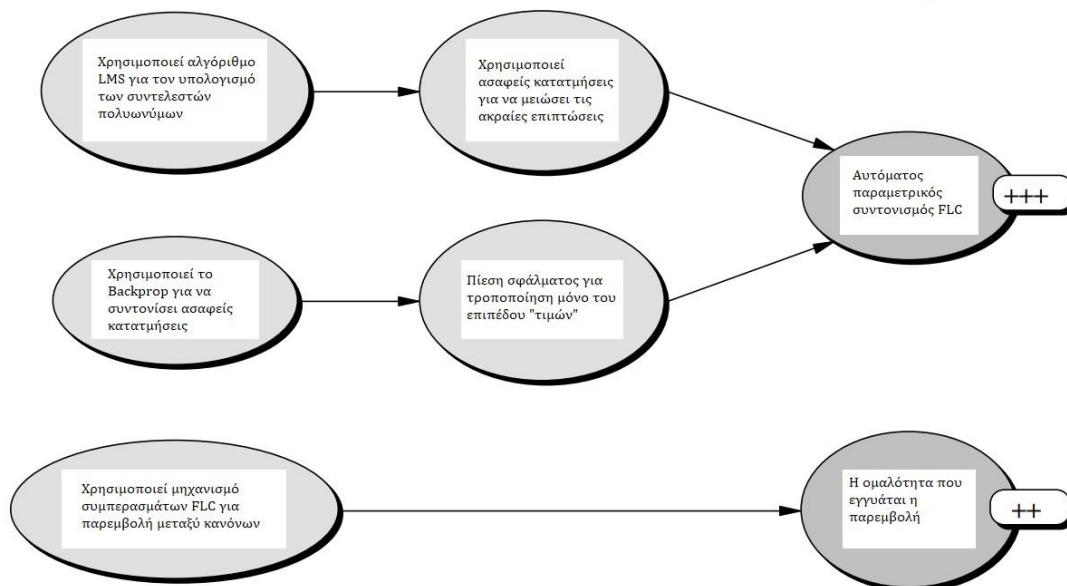 Χρησιμοποιεί αλγόριθμο
LMS για τον υπολογισμό
των συντελεστών
πολυωνύμων
Χρησιμοποιεί
ασαφείς κατατμήσεις
για να μειώσει τις
ακραίες επιπτώσεις
Αυτόματος
παραμετρικός
συντονισμός FLC
+++
Χρησιμοποιεί το
Backprop για να
συντονίσει ασαφείς
κατατμήσεις
Πίεση σφάλματος για
τροποποίηση μόνο του
επιπέδου "τιμών"
Χρησιμοποιεί μηχανισμό
συμπερασμάτων FLC για
παρεμβολή μεταξύ κανόνων
Η ομαλότητα που
εγγυάται η
παρεμβολή
++